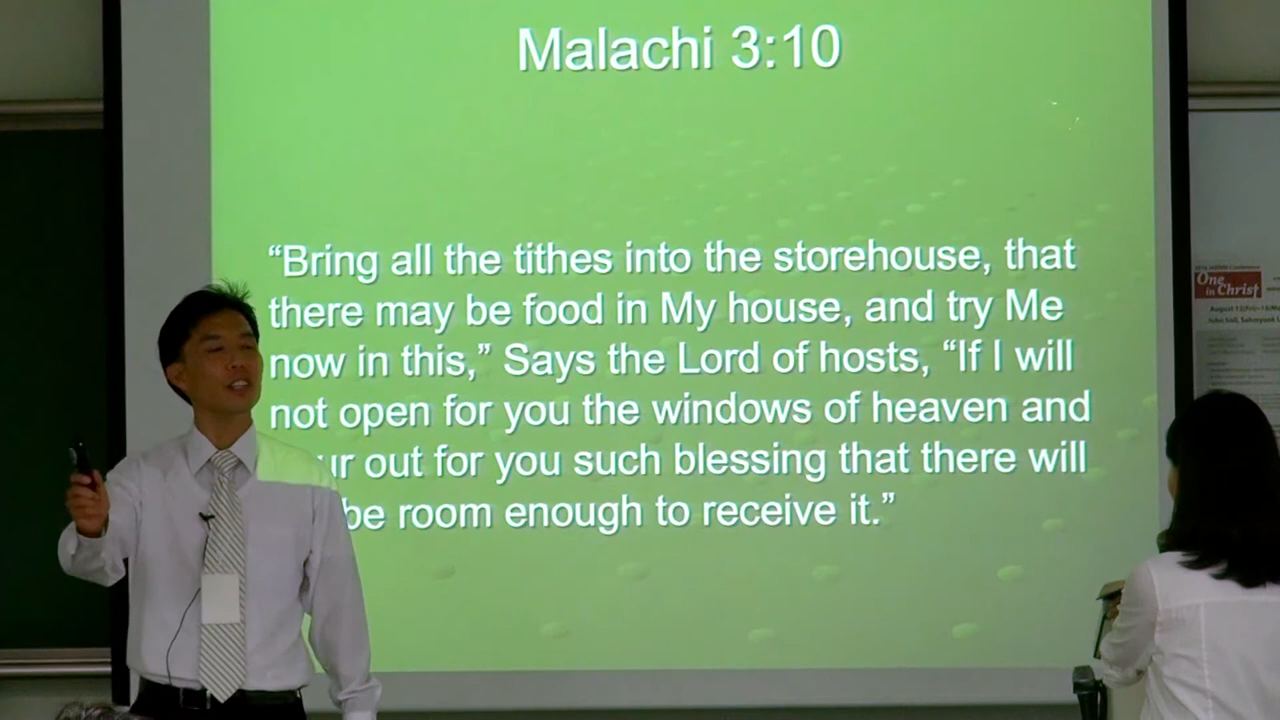 Malachi 3:10
“Bring all the tithes into the storehouse, that
there may be food in My house, and try Me
now in this,” Says the Lord of hosts, “If I will
not open for you the windows of heaven and
ur out for you such blessing that there will
be room enough to receive it.”
One
in Christ